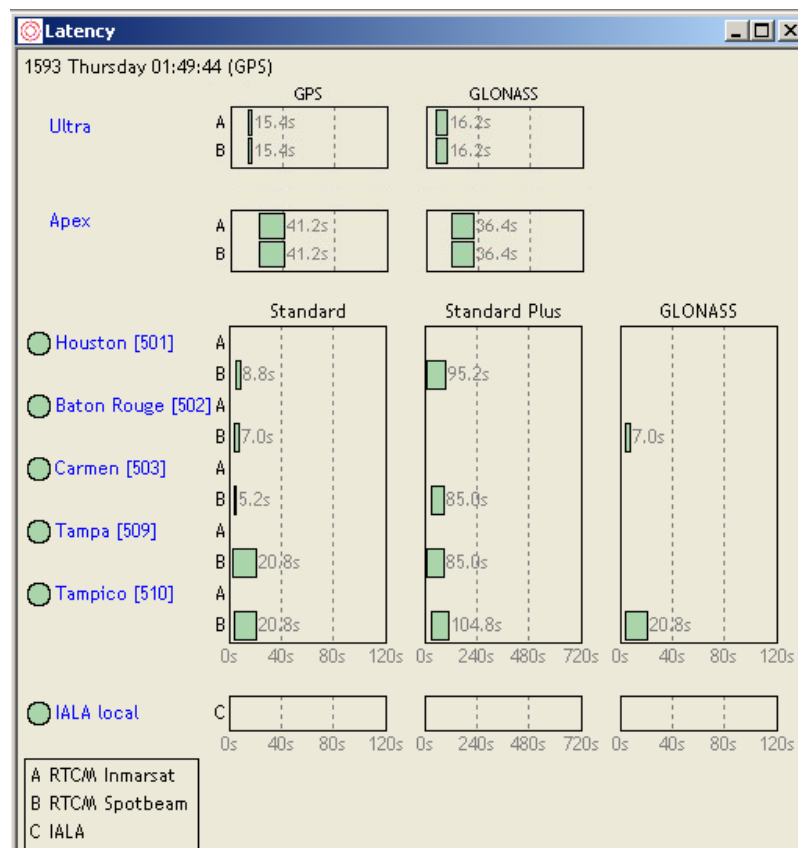 Latency
1593 Thursday 01:49:44 (GPS)
GPS GLONASS
Ultra A 15.4s 16.2s
B 15.4s 16.2s
Apex A 41.2s 36.4s
B 41.2s 36.4s
Standard Standard Plus GLONASS
Houston [501] A
B 8.8s 95.2s
Baton Rouge [502] A
B 7.0s 7.0s
Carmen [503] A
B 5.2s 85.0s
Tampa [509] A
B 20.8s 85.0s
Tampico [510] A
B 20.8s 104.8s 20.8s
0s 40s 80s 120s 0s 240s 480s 720s 0s 40s 80s 120s
IALA local C
0s 40s 80s 120s 0s 240s 480s 720s 0s 40s 80s 120s
A RTCM Inmarsat
B RTCM Spotbeam
C IALA